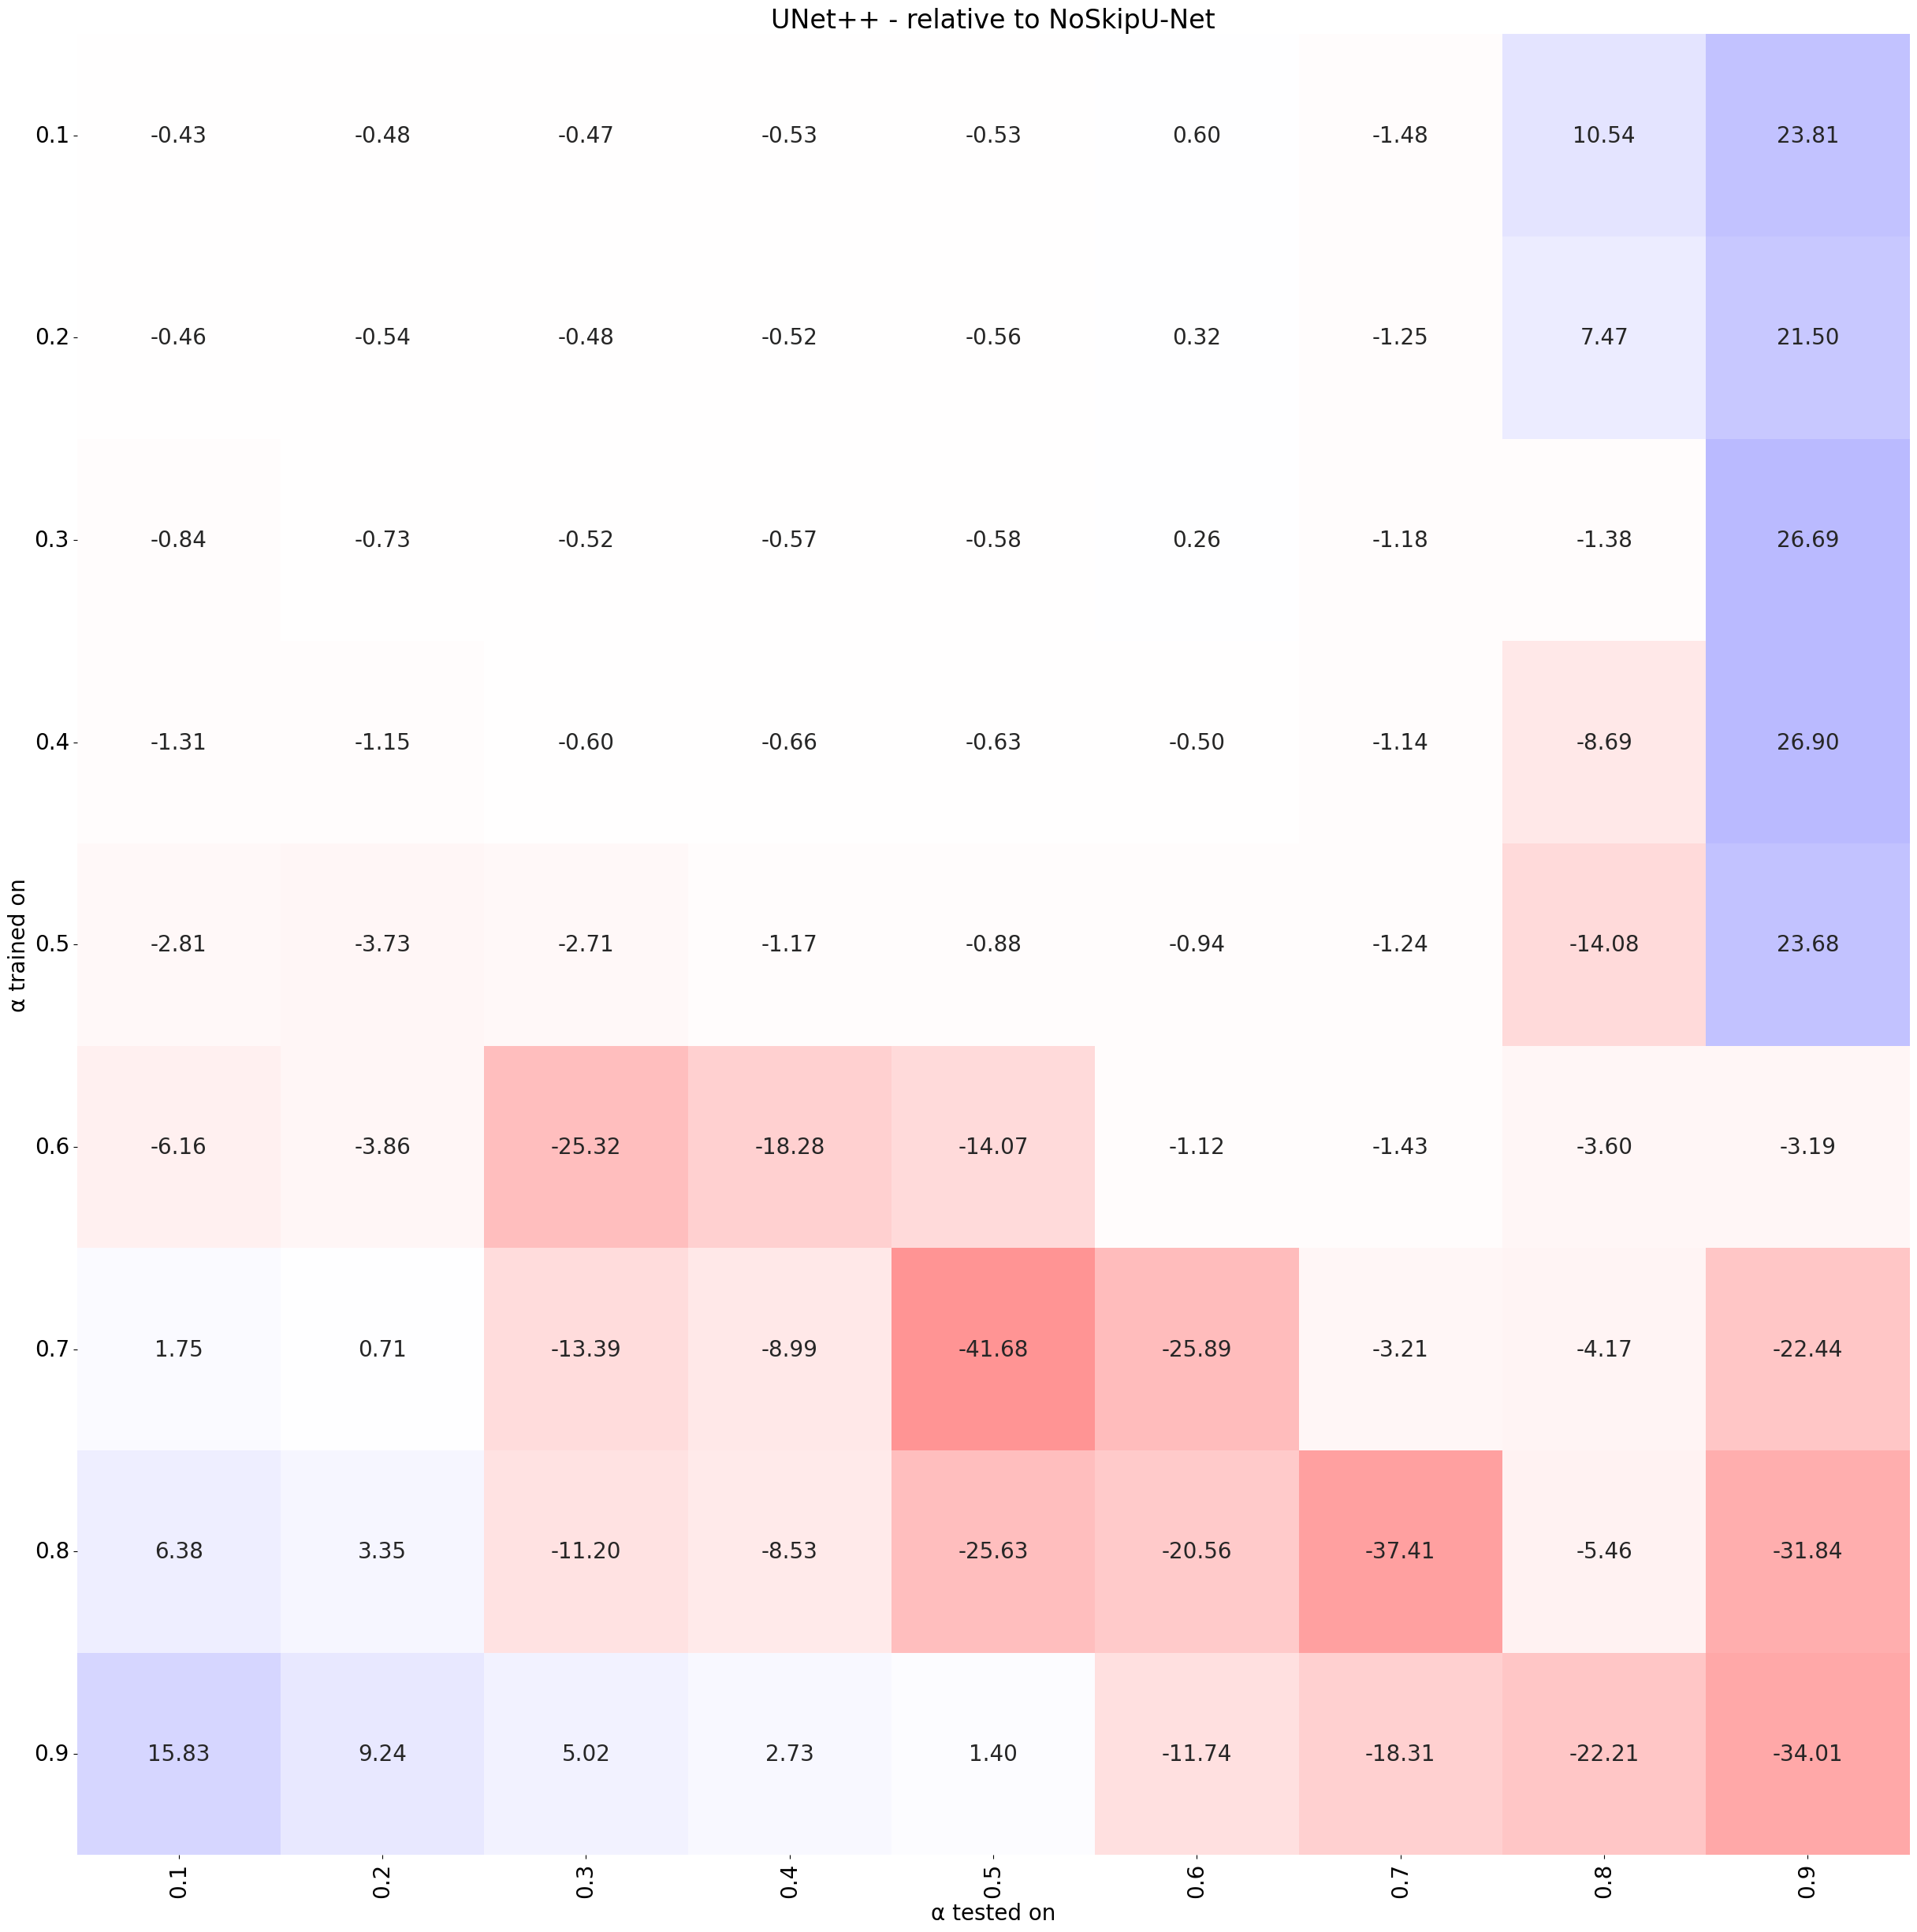 UNet++ - relative to NoSkipU-Net
0.1 -0.43 -0.48 -0.47 -0.53 -0.53 0.60 -1.48 10.54 23.81
0.2 -0.46 -0.54 -0.48 -0.52 -0.56 0.32 -1.25 7.47 21.50
0.3 -0.84 -0.73 -0.52 -0.57 -0.58 0.26 -1.18 -1.38 26.69
0.4 -1.31 -1.15 -0.60 -0.66 -0.63 -0.50 -1.14 -8.69 26.90
α trained on
0.5 -2.81 -3.73 -2.71 -1.17 -0.88 -0.94 -1.24 -14.08 23.68
0.6 -6.16 -3.86 -25.32 -18.28 -14.07 -1.12 -1.43 -3.60 -3.19
0.7 1.75 0.71 -13.39 -8.99 -41.68 -25.89 -3.21 -4.17 -22.44
0.8 6.38 3.35 -11.20 -8.53 -25.63 -20.56 -37.41 -5.46 -31.84
0.9 15.83 9.24 5.02 2.73 1.40 -11.74 -18.31 -22.21 -34.01
0.1 0.2 0.3 0.4 0.5 0.6 0.7 0.8 0.9
α tested on